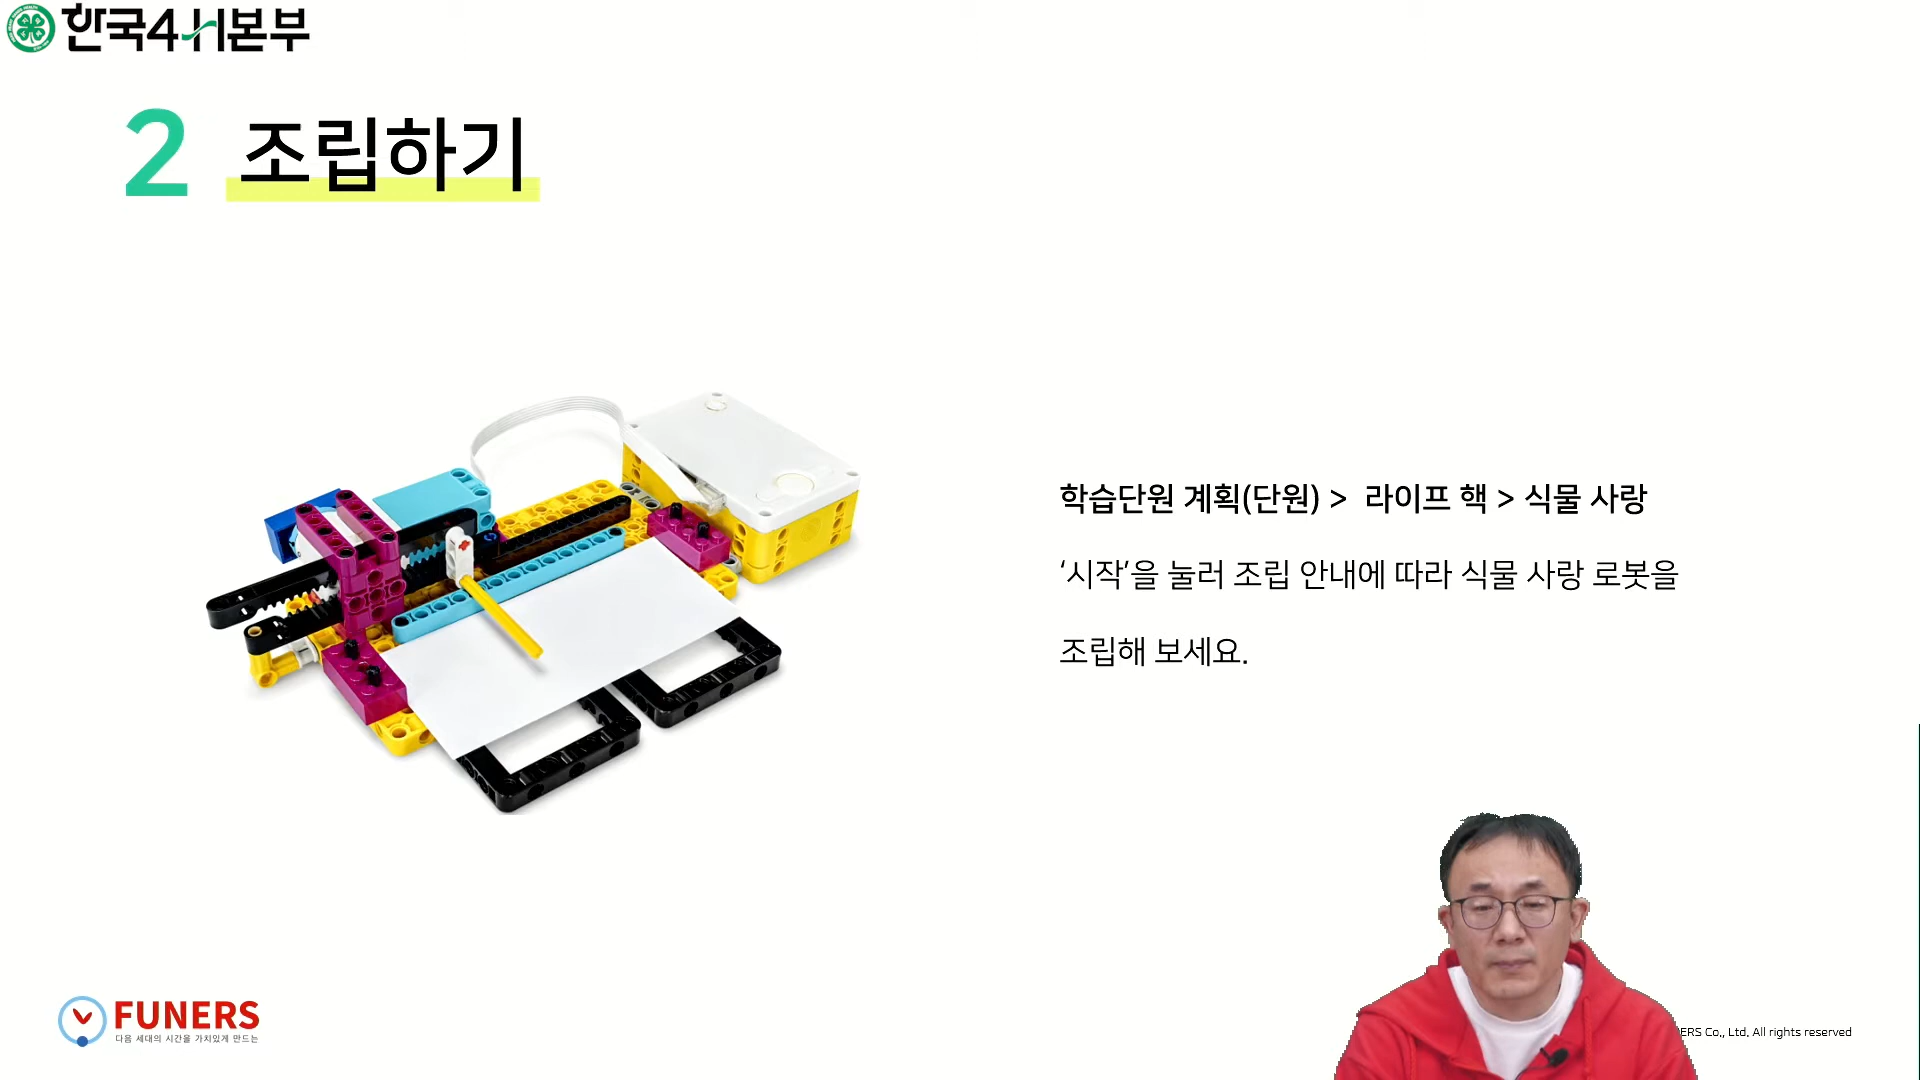 한국4-H본부
2 조립하기
학습단원 계획(단원) > 라이프 핵 > 식물 사랑
‘시작’을 눌러 조립 안내에 따라 식물 사랑 로봇을
조립해 보세요.
FUNERS
다음 세대의 시간을 가치있게 만드는
ERS Co., Ltd. All rights reserved